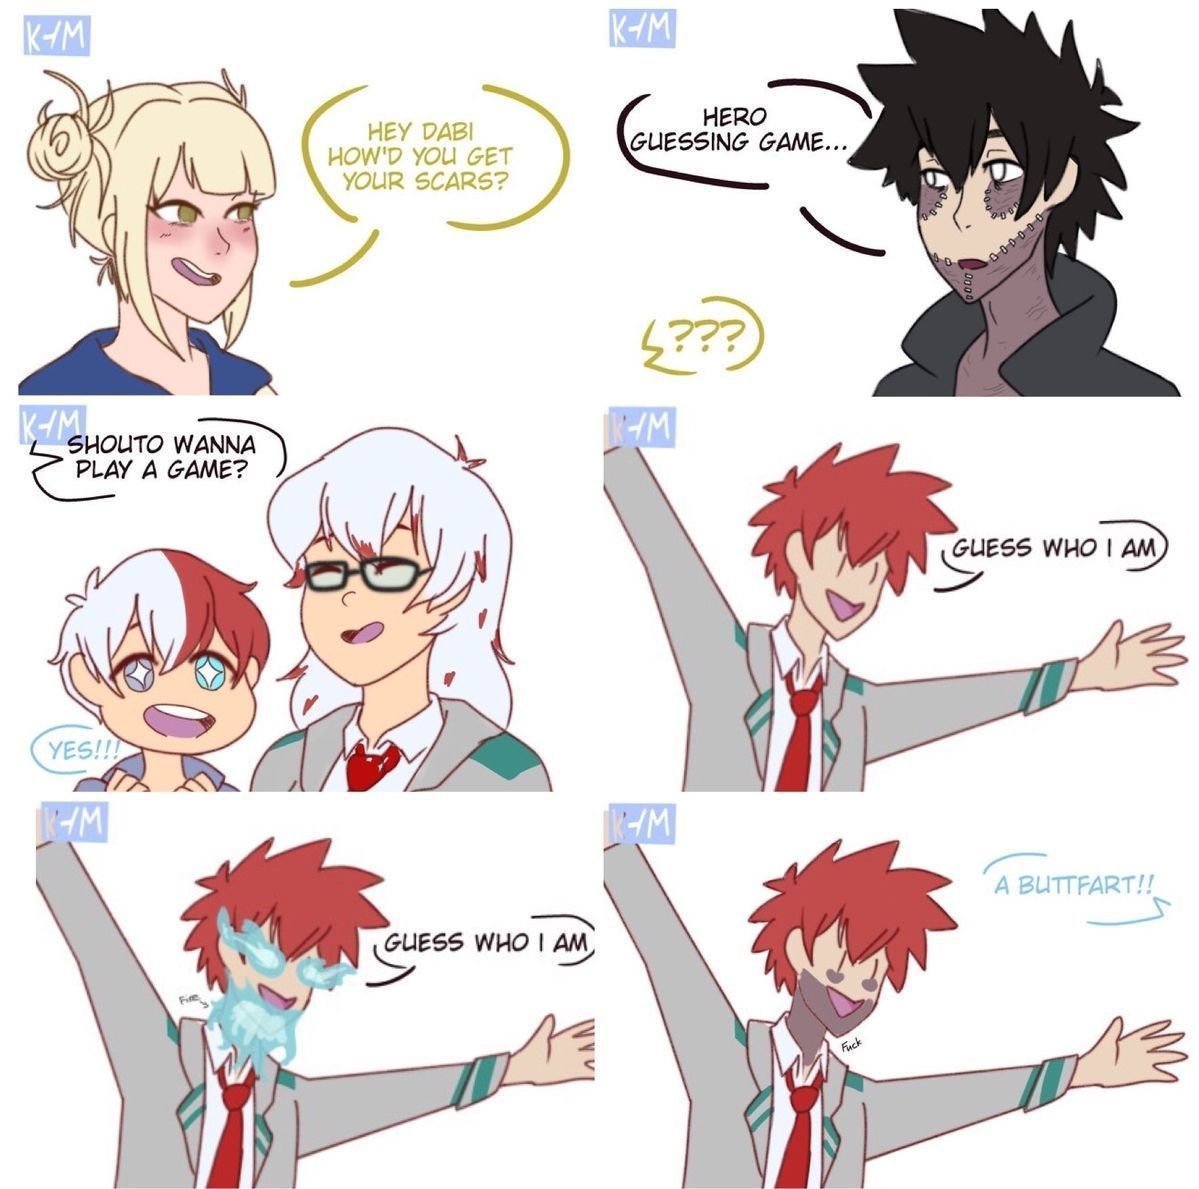 K-/M
HEY DABI
HOW'D YOU GET
YOUR SCARS?
K-/M
HERO
GUESSING GAME...
???
K-/M
SHOUTO WANNA
PLAY A GAME?
YES!!!
K-/M
GUESS WHO I AM
K-/M
GUESS WHO I AM
FIRE
K-/M
A BUTTFART!!
Fuck